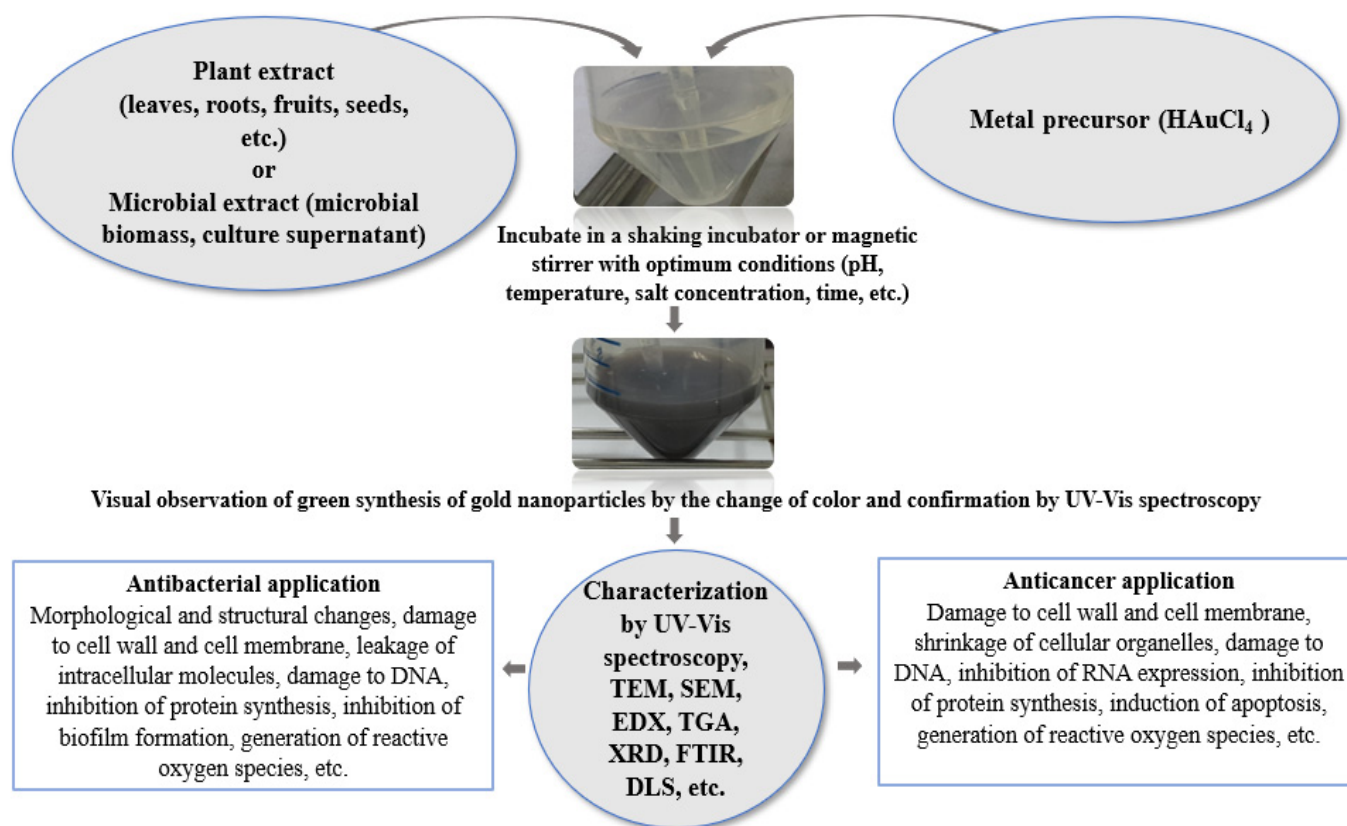 Plant extract
(leaves, roots, fruits, seeds,
etc.)
or
Microbial extract (microbial
biomass, culture supernatant)
Metal precursor (HAuCl₄ )
Incubate in a shaking incubator or magnetic
stirrer with optimum conditions (pH,
temperature, salt concentration, time, etc.)
Visual observation of green synthesis of gold nanoparticles by the change of color and confirmation by UV-Vis spectroscopy
Antibacterial application
Morphological and structural changes, damage
to cell wall and cell membrane, leakage of
intracellular molecules, damage to DNA,
inhibition of protein synthesis, inhibition of
biofilm formation, generation of reactive
oxygen species, etc.
Characterization
by UV-Vis
spectroscopy,
TEM, SEM,
EDX, TGA,
XRD, FTIR,
DLS, etc.
Anticancer application
Damage to cell wall and cell membrane,
shrinkage of cellular organelles, damage to
DNA, inhibition of RNA expression, inhibition
of protein synthesis, induction of apoptosis,
generation of reactive oxygen species, etc.